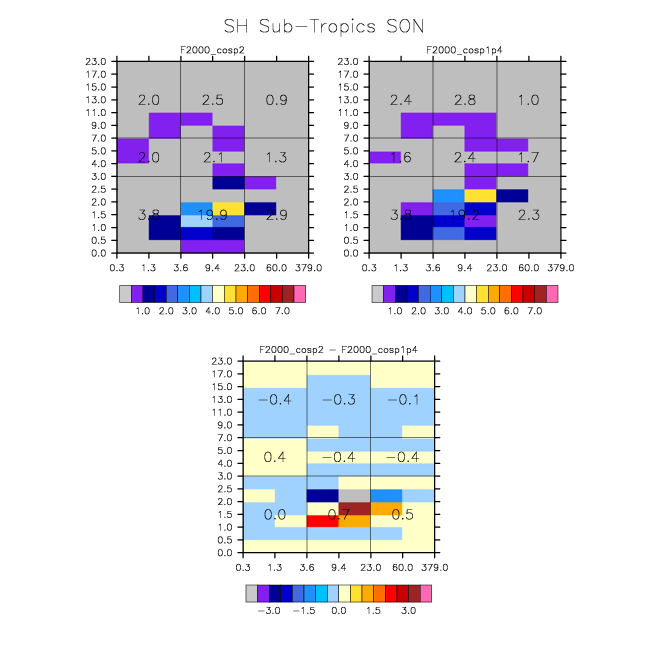 SH Sub-Tropics SON
F2000_cosp2
F2000_cosp1p4
23.0
17.0
15.0
13.0
11.0
9.0
7.0
5.0
4.0
3.0
2.5
2.0
1.5
1.0
0.5
0.0
2.0 2.5 0.9
2.0 2.1 1.3
3.8 19.9 2.9
0.3 1.3 3.6 9.4 23.0 60.0 379.0
1.0 2.0 3.0 4.0 5.0 6.0 7.0
23.0
17.0
15.0
13.0
11.0
9.0
7.0
5.0
4.0
3.0
2.5
2.0
1.5
1.0
0.5
0.0
2.4 2.8 1.0
1.6 2.4 1.7
3.8 19.2 2.3
0.3 1.3 3.6 9.4 23.0 60.0 379.0
1.0 2.0 3.0 4.0 5.0 6.0 7.0
F2000_cosp2 - F2000_cosp1p4
23.0
17.0
15.0
13.0
11.0
9.0
7.0
5.0
4.0
3.0
2.5
2.0
1.5
1.0
0.5
0.0
-0.4 -0.3 -0.1
0.4 -0.4 -0.4
0.0 0.7 0.5
0.3 1.3 3.6 9.4 23.0 60.0 379.0
-3.0 -1.5 0.0 1.5 3.0